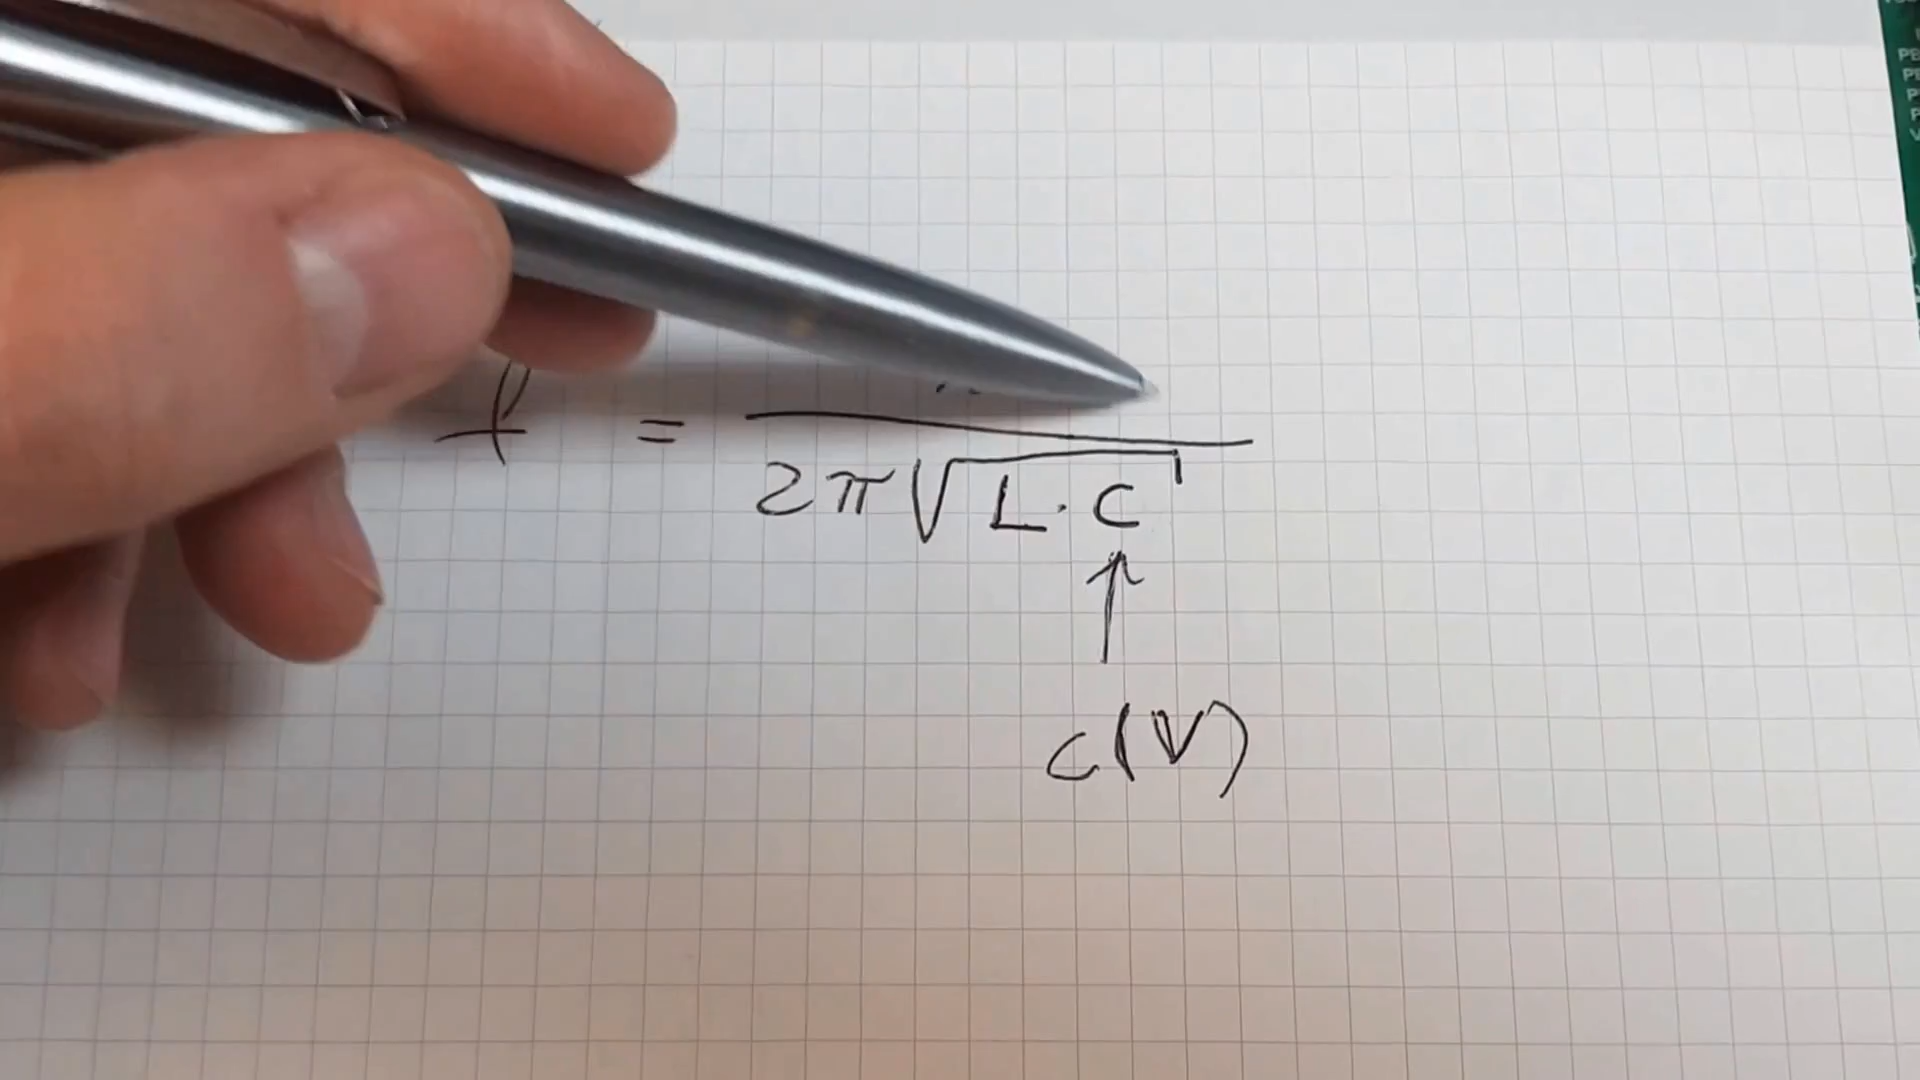 f = ――― 2π√L·C
↑
C(V)